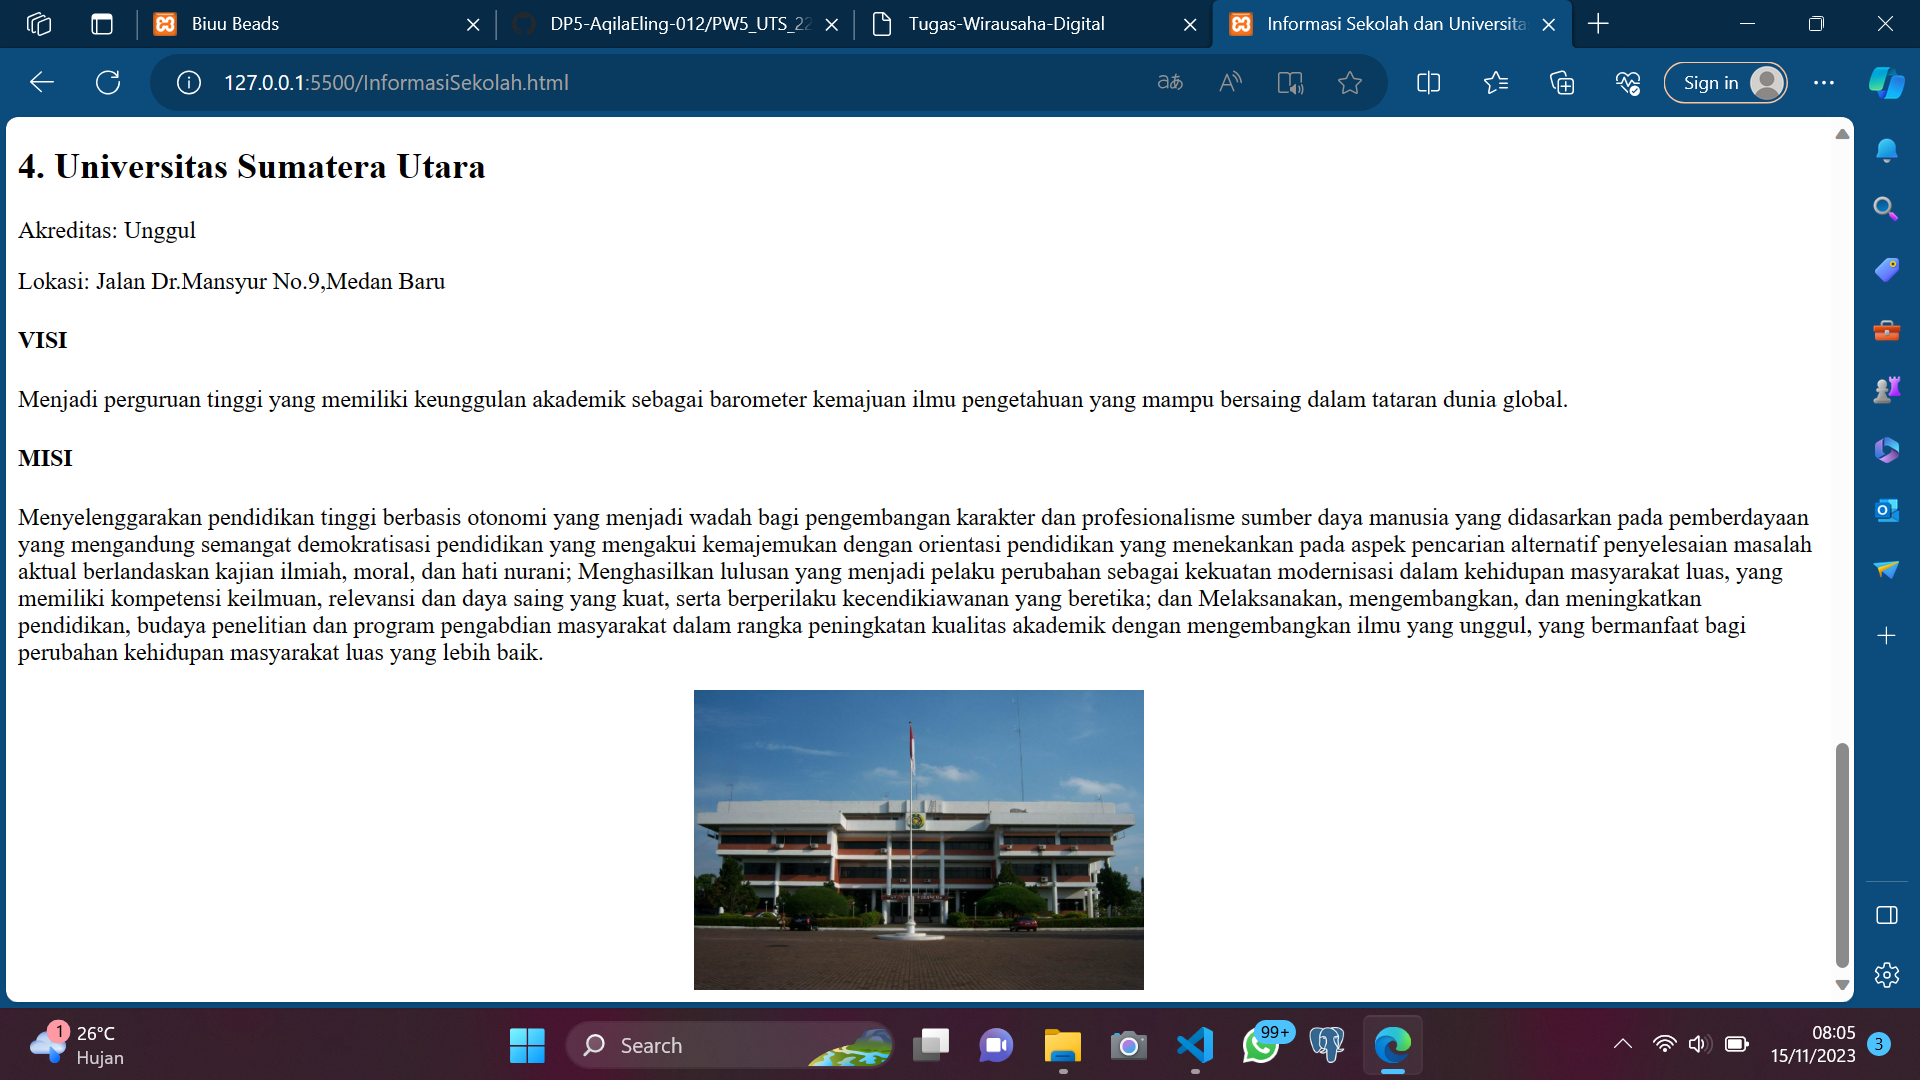 Biuu Beads
DP5-AqilaEling-012/PW5_UTS_22
Tugas-Wirausaha-Digital
Informasi Sekolah dan Universita
127.0.0.1:5500/InformasiSekolah.html
Sign in
4. Universitas Sumatera Utara
Akreditas: Unggul
Lokasi: Jalan Dr.Mansyur No.9,Medan Baru
VISI
Menjadi perguruan tinggi yang memiliki keunggulan akademik sebagai barometer kemajuan ilmu pengetahuan yang mampu bersaing dalam tataran dunia global.
MISI
Menyelenggarakan pendidikan tinggi berbasis otonomi yang menjadi wadah bagi pengembangan karakter dan profesionalisme sumber daya manusia yang didasarkan pada pemberdayaan
yang mengandung semangat demokratisasi pendidikan yang mengakui kemajemukan dengan orientasi pendidikan yang menekankan pada aspek pencarian alternatif penyelesaian masalah
aktual berlandaskan kajian ilmiah, moral, dan hati nurani; Menghasilkan lulusan yang menjadi pelaku perubahan sebagai kekuatan modernisasi dalam kehidupan masyarakat luas, yang
memiliki kompetensi keilmuan, relevansi dan daya saing yang kuat, serta berperilaku kecendikiawanan yang beretika; dan Melaksanakan, mengembangkan, dan meningkatkan
pendidikan, budaya penelitian dan program pengabdian masyarakat dalam rangka peningkatan kualitas akademik dengan mengembangkan ilmu yang unggul, yang bermanfaat bagi
perubahan kehidupan masyarakat luas yang lebih baik.
1
26°C
Hujan
Search
99+
08:05
15/11/2023
3